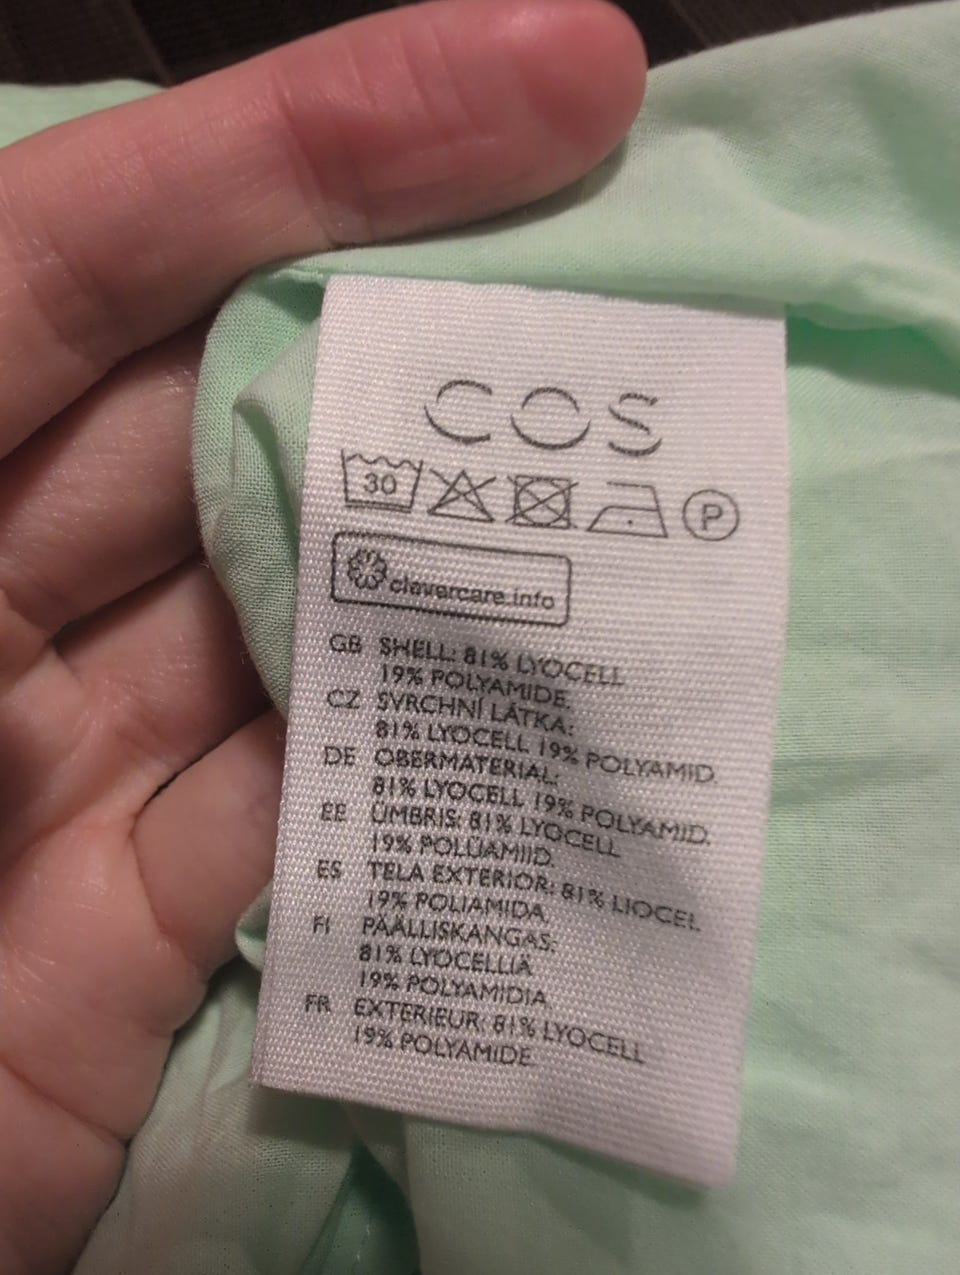 COS
30 P
clevercare.info
GB SHELL: 81% LYOCELL
19% POLYAMIDE.
CZ SVRCHNÍ LÁTKA:
81% LYOCELL 19% POLYAMID.
DE OBERMATERIAL:
81% LYOCELL 19% POLYAMID.
EE ÜMBRIS: 81% LYOCELL
19% POLÜAMIID.
ES TELA EXTERIOR: 81% LIOCEL
19% POLIAMIDA.
FI PÄÄLLISKANGAS:
81% LYOCELLIÄ
19% POLYAMIDIA.
FR EXTÉRIEUR: 81% LYOCELL
19% POLYAMIDE.